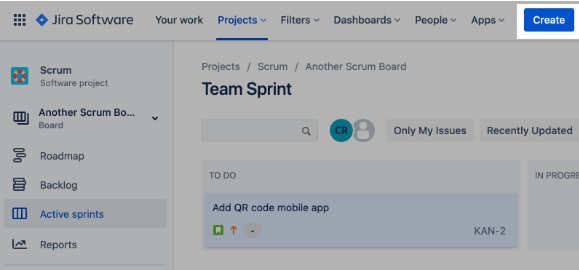 Jira Software Your work Projects Filters Dashboards People Apps Create
Scrum
Software project
Another Scrum Bo...
Board
Roadmap
Backlog
Active sprints
Reports
Projects / Scrum / Another Scrum Board
Team Sprint
CR Only My Issues Recently Updated
TO DO IN PROGRE
Add QR code mobile app
- KAN-2